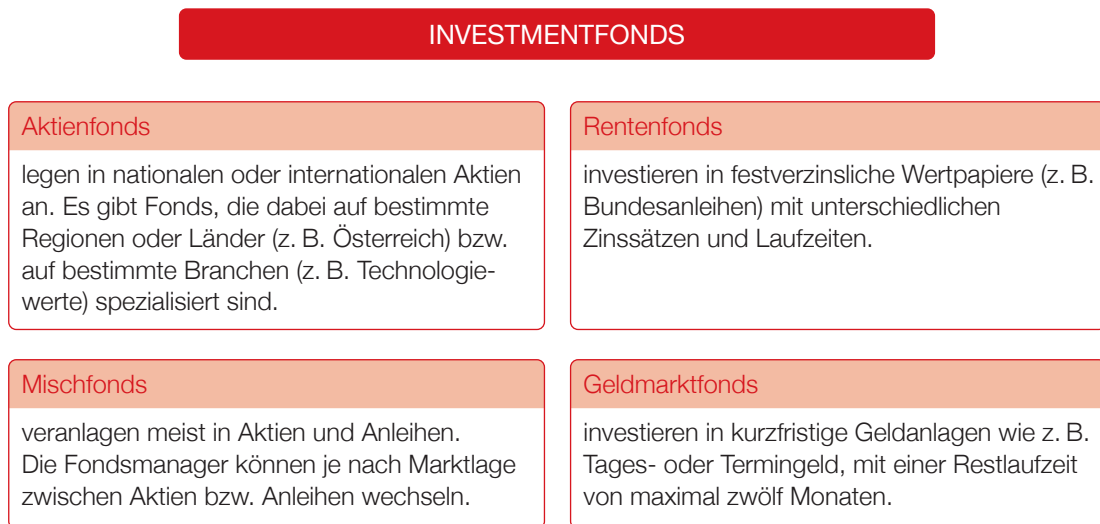 INVESTMENTFONDS
Aktienfonds
legen in nationalen oder internationalen Aktien
an. Es gibt Fonds, die dabei auf bestimmte
Regionen oder Länder (z. B. Österreich) bzw.
auf bestimmte Branchen (z. B. Technologie-
werte) spezialisiert sind.
Rentenfonds
investieren in festverzinsliche Wertpapiere (z. B.
Bundesanleihen) mit unterschiedlichen
Zinssätzen und Laufzeiten.
Mischfonds
veranlagen meist in Aktien und Anleihen.
Die Fondsmanager können je nach Marktlage
zwischen Aktien bzw. Anleihen wechseln.
Geldmarktfonds
investieren in kurzfristige Geldanlagen wie z. B.
Tages- oder Termingeld, mit einer Restlaufzeit
von maximal zwölf Monaten.